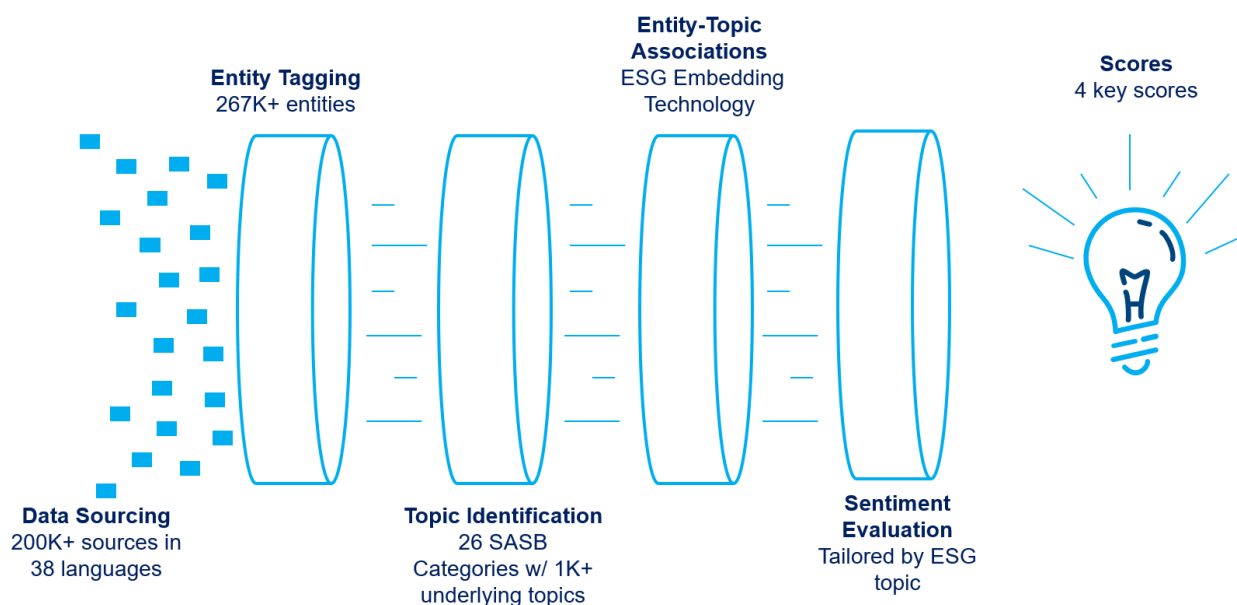 Entity-Topic
Associations
ESG Embedding
Technology
Entity Tagging
267K+ entities
Scores
4 key scores
Data Sourcing
200K+ sources in
38 languages
Topic Identification
26 SASB
Categories w/ 1K+
underlying topics
Sentiment
Evaluation
Tailored by ESG
topic